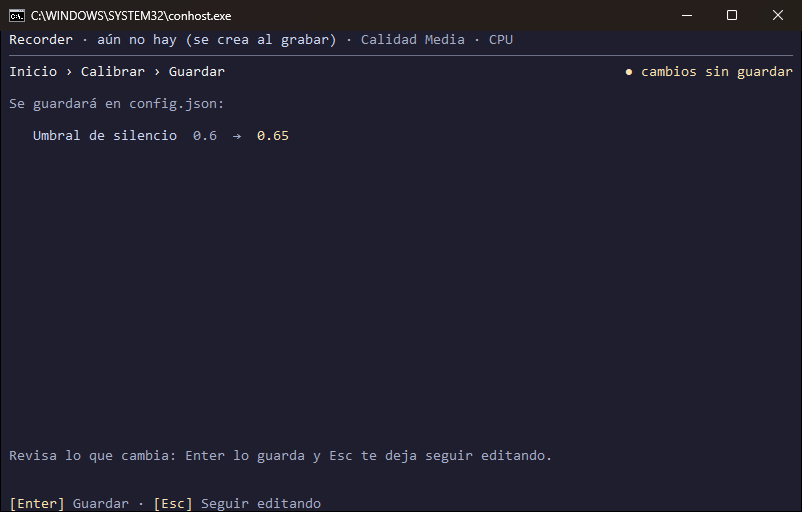 C:\WINDOWS\SYSTEM32\conhost.exe
Recorder · aún no hay (se crea al grabar) · Calidad Media · CPU
Inicio › Calibrar › Guardar ● cambios sin guardar
Se guardará en config.json:
Umbral de silencio 0.6 → 0.65
Revisa lo que cambia: Enter lo guarda y Esc te deja seguir editando.
[Enter] Guardar · [Esc] Seguir editando